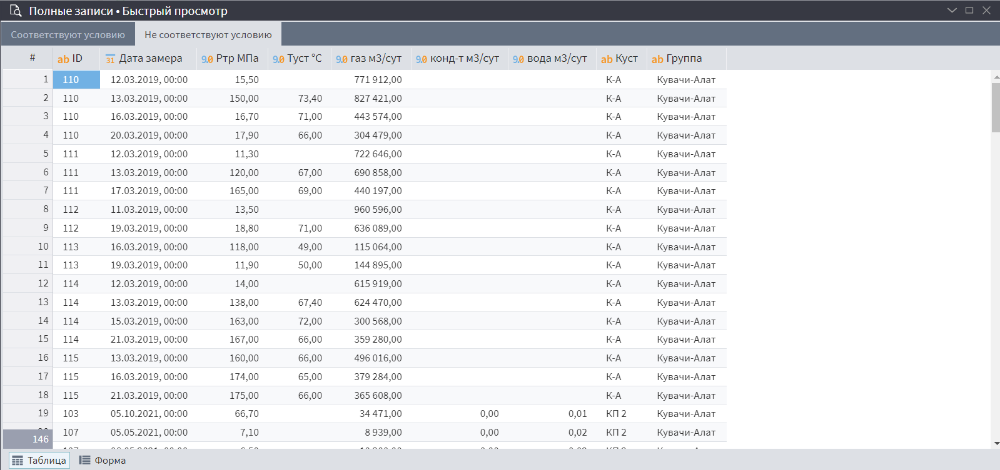 Полные записи • Быстрый просмотр
Соответствуют условию Не соответствуют условию
# ab ID 31 Дата замера 9.0 Ртр МПа 9.0 Туст °C 9.0 газ м3/сут 9.0 конд-т м3/сут 9.0 вода м3/сут ab Куст ab Группа
1 110 12.03.2019, 00:00 15,50 771 912,00 К-А Кувачи-Алат
2 110 13.03.2019, 00:00 150,00 73,40 827 421,00 К-А Кувачи-Алат
3 110 16.03.2019, 00:00 16,70 71,00 443 574,00 К-А Кувачи-Алат
4 110 20.03.2019, 00:00 17,90 66,00 304 479,00 К-А Кувачи-Алат
5 111 12.03.2019, 00:00 11,30 722 646,00 К-А Кувачи-Алат
6 111 13.03.2019, 00:00 120,00 67,00 690 858,00 К-А Кувачи-Алат
7 111 17.03.2019, 00:00 165,00 69,00 440 197,00 К-А Кувачи-Алат
8 112 11.03.2019, 00:00 13,50 960 596,00 К-А Кувачи-Алат
9 112 19.03.2019, 00:00 18,80 71,00 636 089,00 К-А Кувачи-Алат
10 113 16.03.2019, 00:00 118,00 49,00 115 064,00 К-А Кувачи-Алат
11 113 19.03.2019, 00:00 11,90 50,00 144 895,00 К-А Кувачи-Алат
12 114 12.03.2019, 00:00 14,00 615 919,00 К-А Кувачи-Алат
13 114 13.03.2019, 00:00 138,00 67,40 624 470,00 К-А Кувачи-Алат
14 114 15.03.2019, 00:00 163,00 72,00 300 568,00 К-А Кувачи-Алат
15 114 21.03.2019, 00:00 167,00 66,00 359 280,00 К-А Кувачи-Алат
16 115 13.03.2019, 00:00 160,00 66,00 496 016,00 К-А Кувачи-Алат
17 115 16.03.2019, 00:00 174,00 65,00 379 284,00 К-А Кувачи-Алат
18 115 21.03.2019, 00:00 175,00 66,00 365 608,00 К-А Кувачи-Алат
19 103 05.10.2021, 00:00 66,70 34 471,00 0,00 0,01 КП 2 Кувачи-Алат
107 05.05.2021, 00:00 7,10 8 939,00 0,00 0,02 КП 2 Кувачи-Алат
146
Таблица Форма